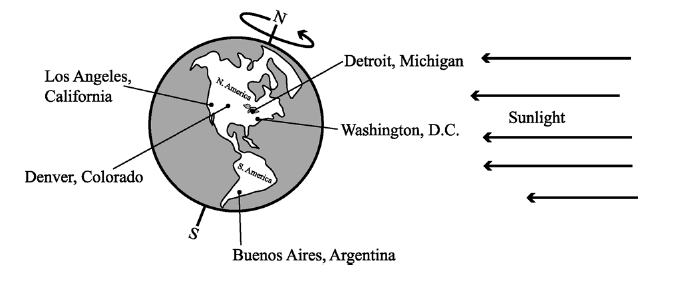 N
Detroit, Michigan
Los Angeles,
California
N. America
Sunlight
Washington, D.C.
Denver, Colorado
S. America
S
Buenos Aires, Argentina